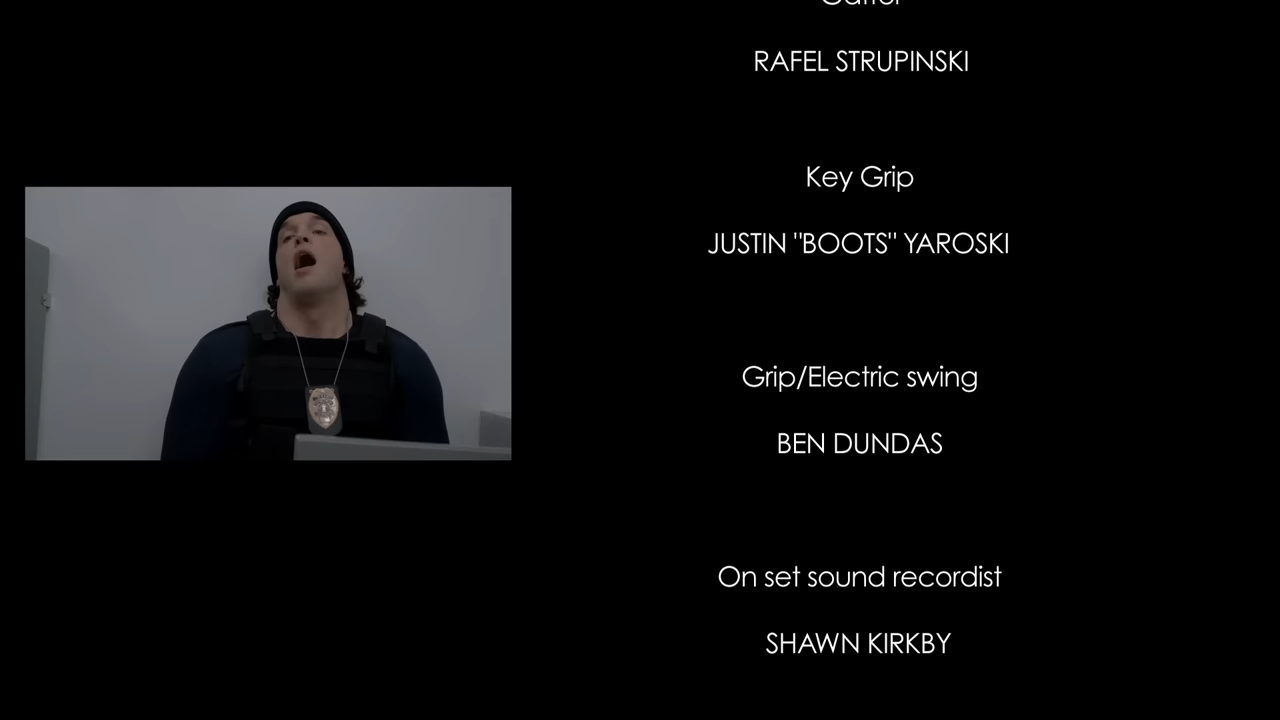 RAFEL STRUPINSKI
Key Grip
JUSTIN "BOOTS" YAROSKI
Grip/Electric swing
BEN DUNDAS
On set sound recordist
SHAWN KIRKBY